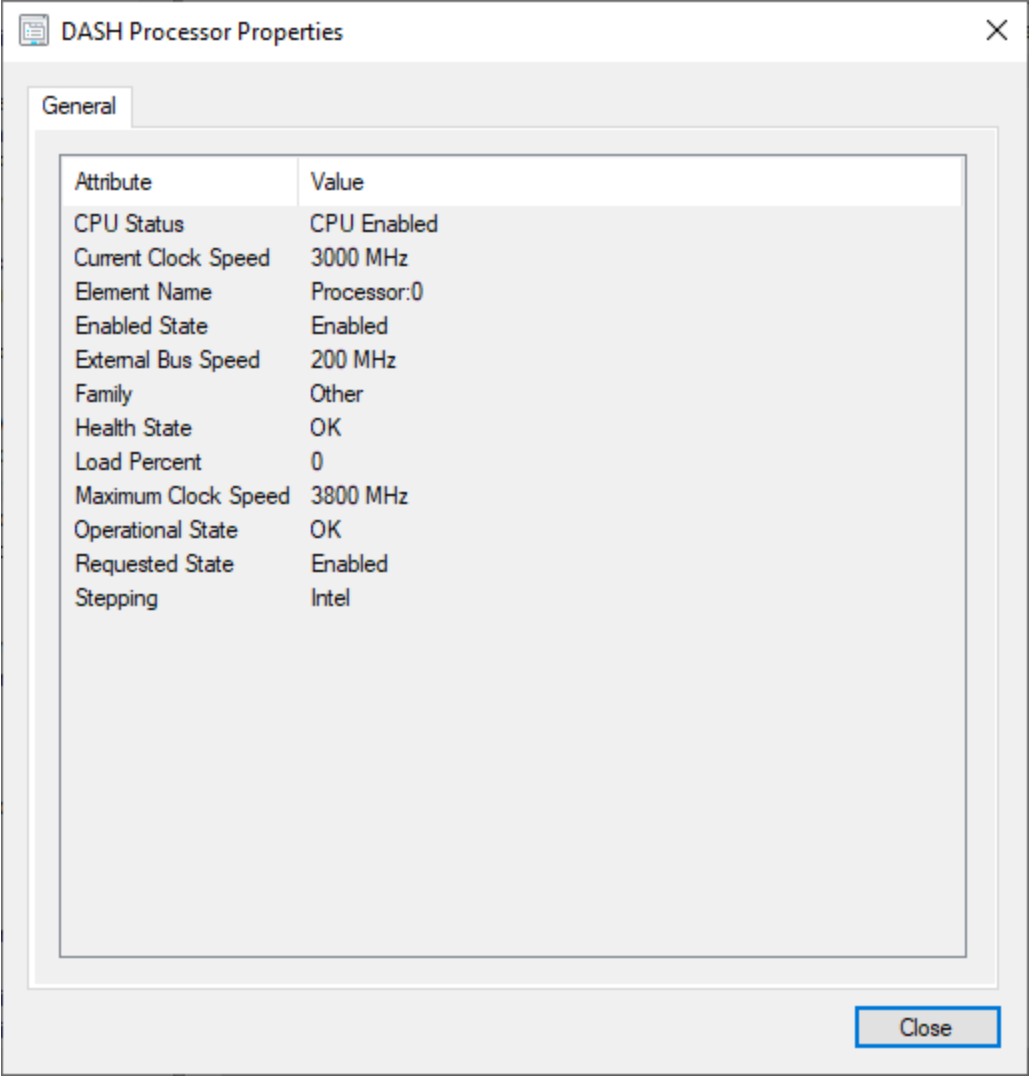 DASH Processor Properties
General
Attribute Value
CPU Status CPU Enabled
Current Clock Speed 3000 MHz
Element Name Processor:0
Enabled State Enabled
External Bus Speed 200 MHz
Family Other
Health State OK
Load Percent 0
Maximum Clock Speed 3800 MHz
Operational State OK
Requested State Enabled
Stepping Intel
Close